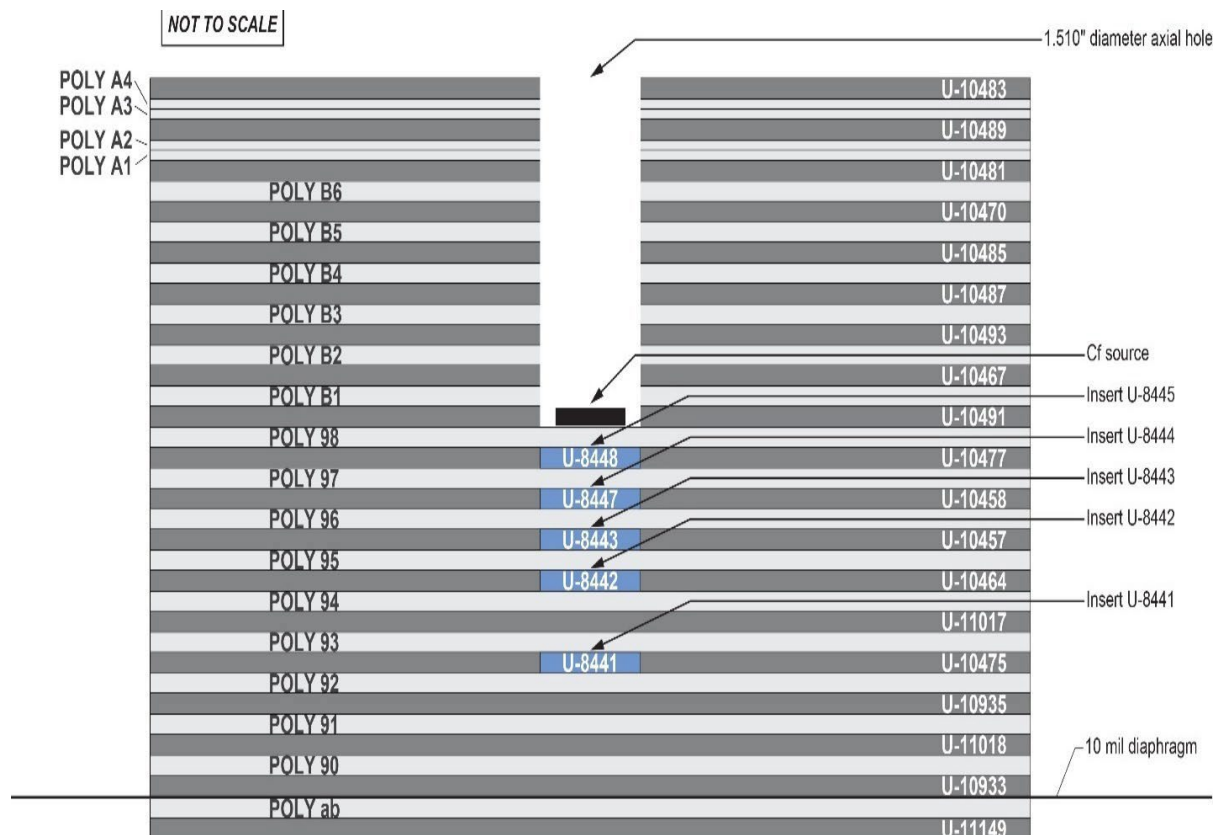 NOT TO SCALE
1.510" diameter axial hole
POLY A4
U-10483
POLY A3
U-10489
POLY A2
POLY A1
U-10481
POLY B6
U-10470
POLY B5
U-10485
POLY B4
U-10487
POLY B3
U-10493
POLY B2
Cf source
U-10467
POLY B1
Insert U-8445
U-10491
POLY 98
Insert U-8444
U-8448
U-10477
POLY 97
Insert U-8443
U-8447
U-10458
POLY 96
Insert U-8442
U-8443
U-10457
POLY 95
U-8442
U-10464
POLY 94
Insert U-8441
U-11017
POLY 93
U-8441
U-10475
POLY 92
U-10935
POLY 91
U-11018
10 mil diaphragm
POLY 90
U-10933
POLY ab
U-11149